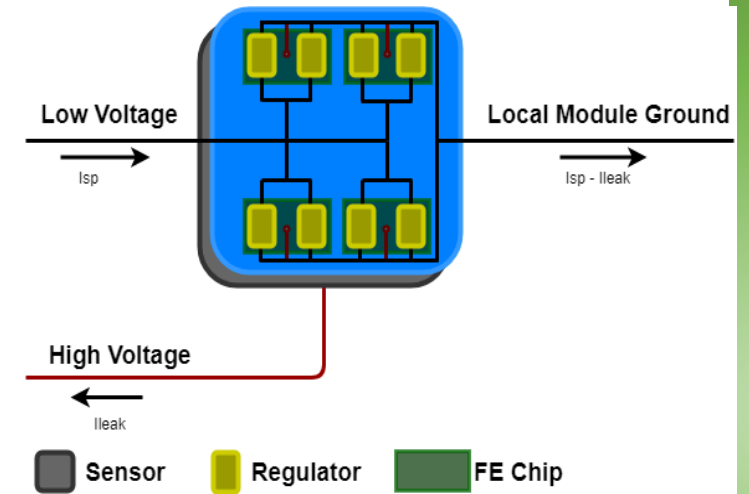 Low Voltage
Local Module Ground
Isp
Isp - Ileak
High Voltage
Ileak
Sensor
Regulator
FE Chip